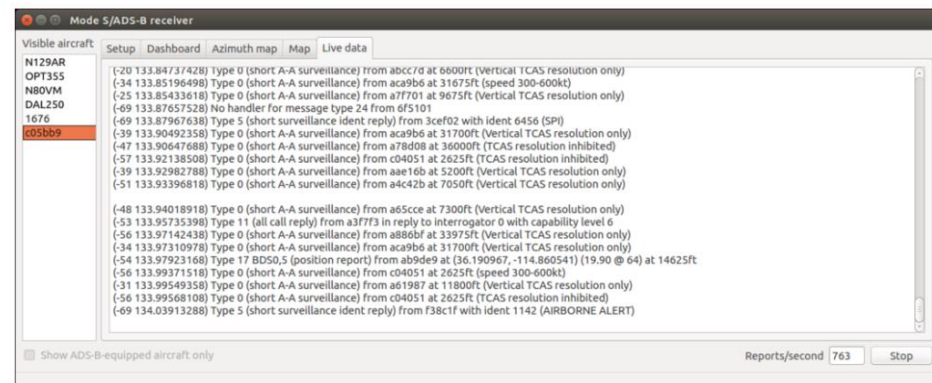 Mode S/ADS-B receiver
Visible aircraft
N129AR
OPT355
N80VM
DAL250
1676
c05bb9
Setup Dashboard Azimuth map Map Live data
(-20 133.84737428) Type 0 (short A-A surveillance) from abcc7d at 6600ft (Vertical TCAS resolution only)
(-34 133.85196498) Type 0 (short A-A surveillance) from aca9b6 at 31675ft (speed 300-600kt)
(-25 133.85433618) Type 0 (short A-A surveillance) from a7f701 at 9675ft (Vertical TCAS resolution only)
(-69 133.87657528) No handler for message type 24 from 6f5101
(-68 133.87967638) Type 5 (short surveillance ident reply) from 3cef02 with ident 6456 (SPI)
(-39 133.90492358) Type 0 (short A-A surveillance) from aca9b6 at 31700ft (Vertical TCAS resolution only)
(-47 133.90647688) Type 0 (short A-A surveillance) from a78d08 at 36000ft (TCAS resolution inhibited)
(-57 133.92138508) Type 0 (short A-A surveillance) from c04051 at 2625ft (TCAS resolution inhibited)
(-39 133.92982788) Type 0 (short A-A surveillance) from aae16b at 5200ft (Vertical TCAS resolution only)
(-51 133.93396818) Type 0 (short A-A surveillance) from a4c42b at 7050ft (Vertical TCAS resolution only)
(-48 133.94018918) Type 0 (short A-A surveillance) from a65cce at 7300ft (Vertical TCAS resolution only)
(-53 133.95735398) Type 11 (all call reply) from a3f7f3 in reply to interrogator 0 with capability level 6
(-56 133.97142438) Type 0 (short A-A surveillance) from a886bf at 33975ft (Vertical TCAS resolution only)
(-34 133.97310978) Type 0 (short A-A surveillance) from aca9b6 at 31700ft (Vertical TCAS resolution only)
(-54 133.97923168) Type 17 BDS0,5 (position report) from ab9de9 at (36.190967, -114.860541) (19.90 @ 64) at 14625ft
(-56 133.99371518) Type 0 (short A-A surveillance) from c04051 at 2625ft (speed 300-600kt)
(-31 133.99549358) Type 0 (short A-A surveillance) from a61987 at 11800ft (Vertical TCAS resolution only)
(-56 133.99568108) Type 0 (short A-A surveillance) from c04051 at 2625ft (TCAS resolution inhibited)
(-69 134.03913288) Type 5 (short surveillance ident reply) from f38c1f with ident 1142 (AIRBORNE ALERT)
Show ADS-B-equipped aircraft only
Reports/second 763 Stop